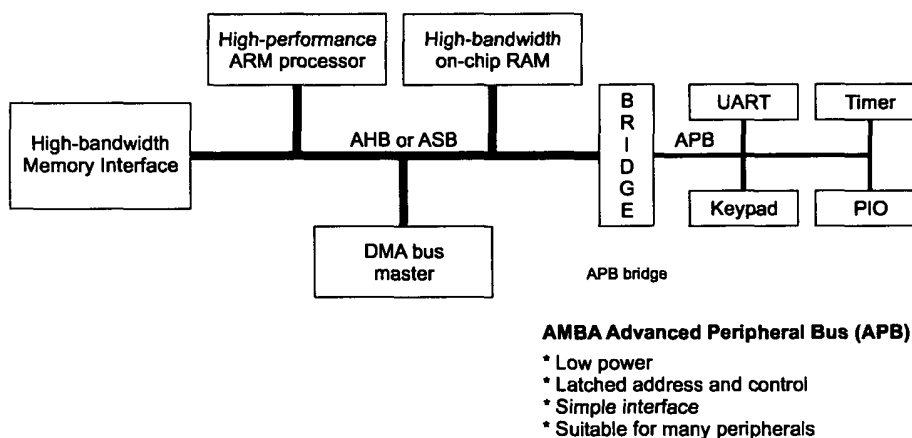 High-performance
ARM processor
High-bandwidth
on-chip RAM
High-bandwidth
Memory Interface
AHB or ASB
B
R
I
D
G
E
APB
UART
Timer
Keypad
PIO
DMA bus
master
APB bridge
AMBA Advanced Peripheral Bus (APB)
* Low power
* Latched address and control
* Simple interface
* Suitable for many peripherals